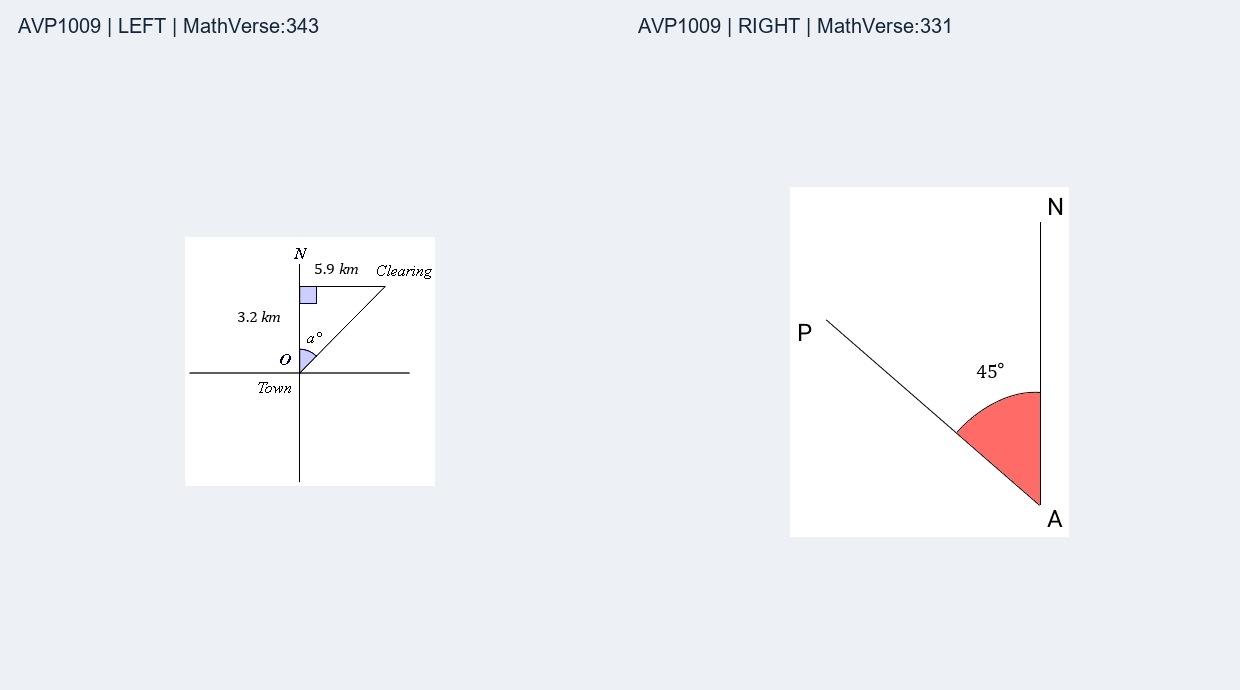 AVP1009 | LEFT | MathVerse:343
N
5.9 km
Clearing
3.2 km
a°
O
Town
AVP1009 | RIGHT | MathVerse:331
N
P
45°
A